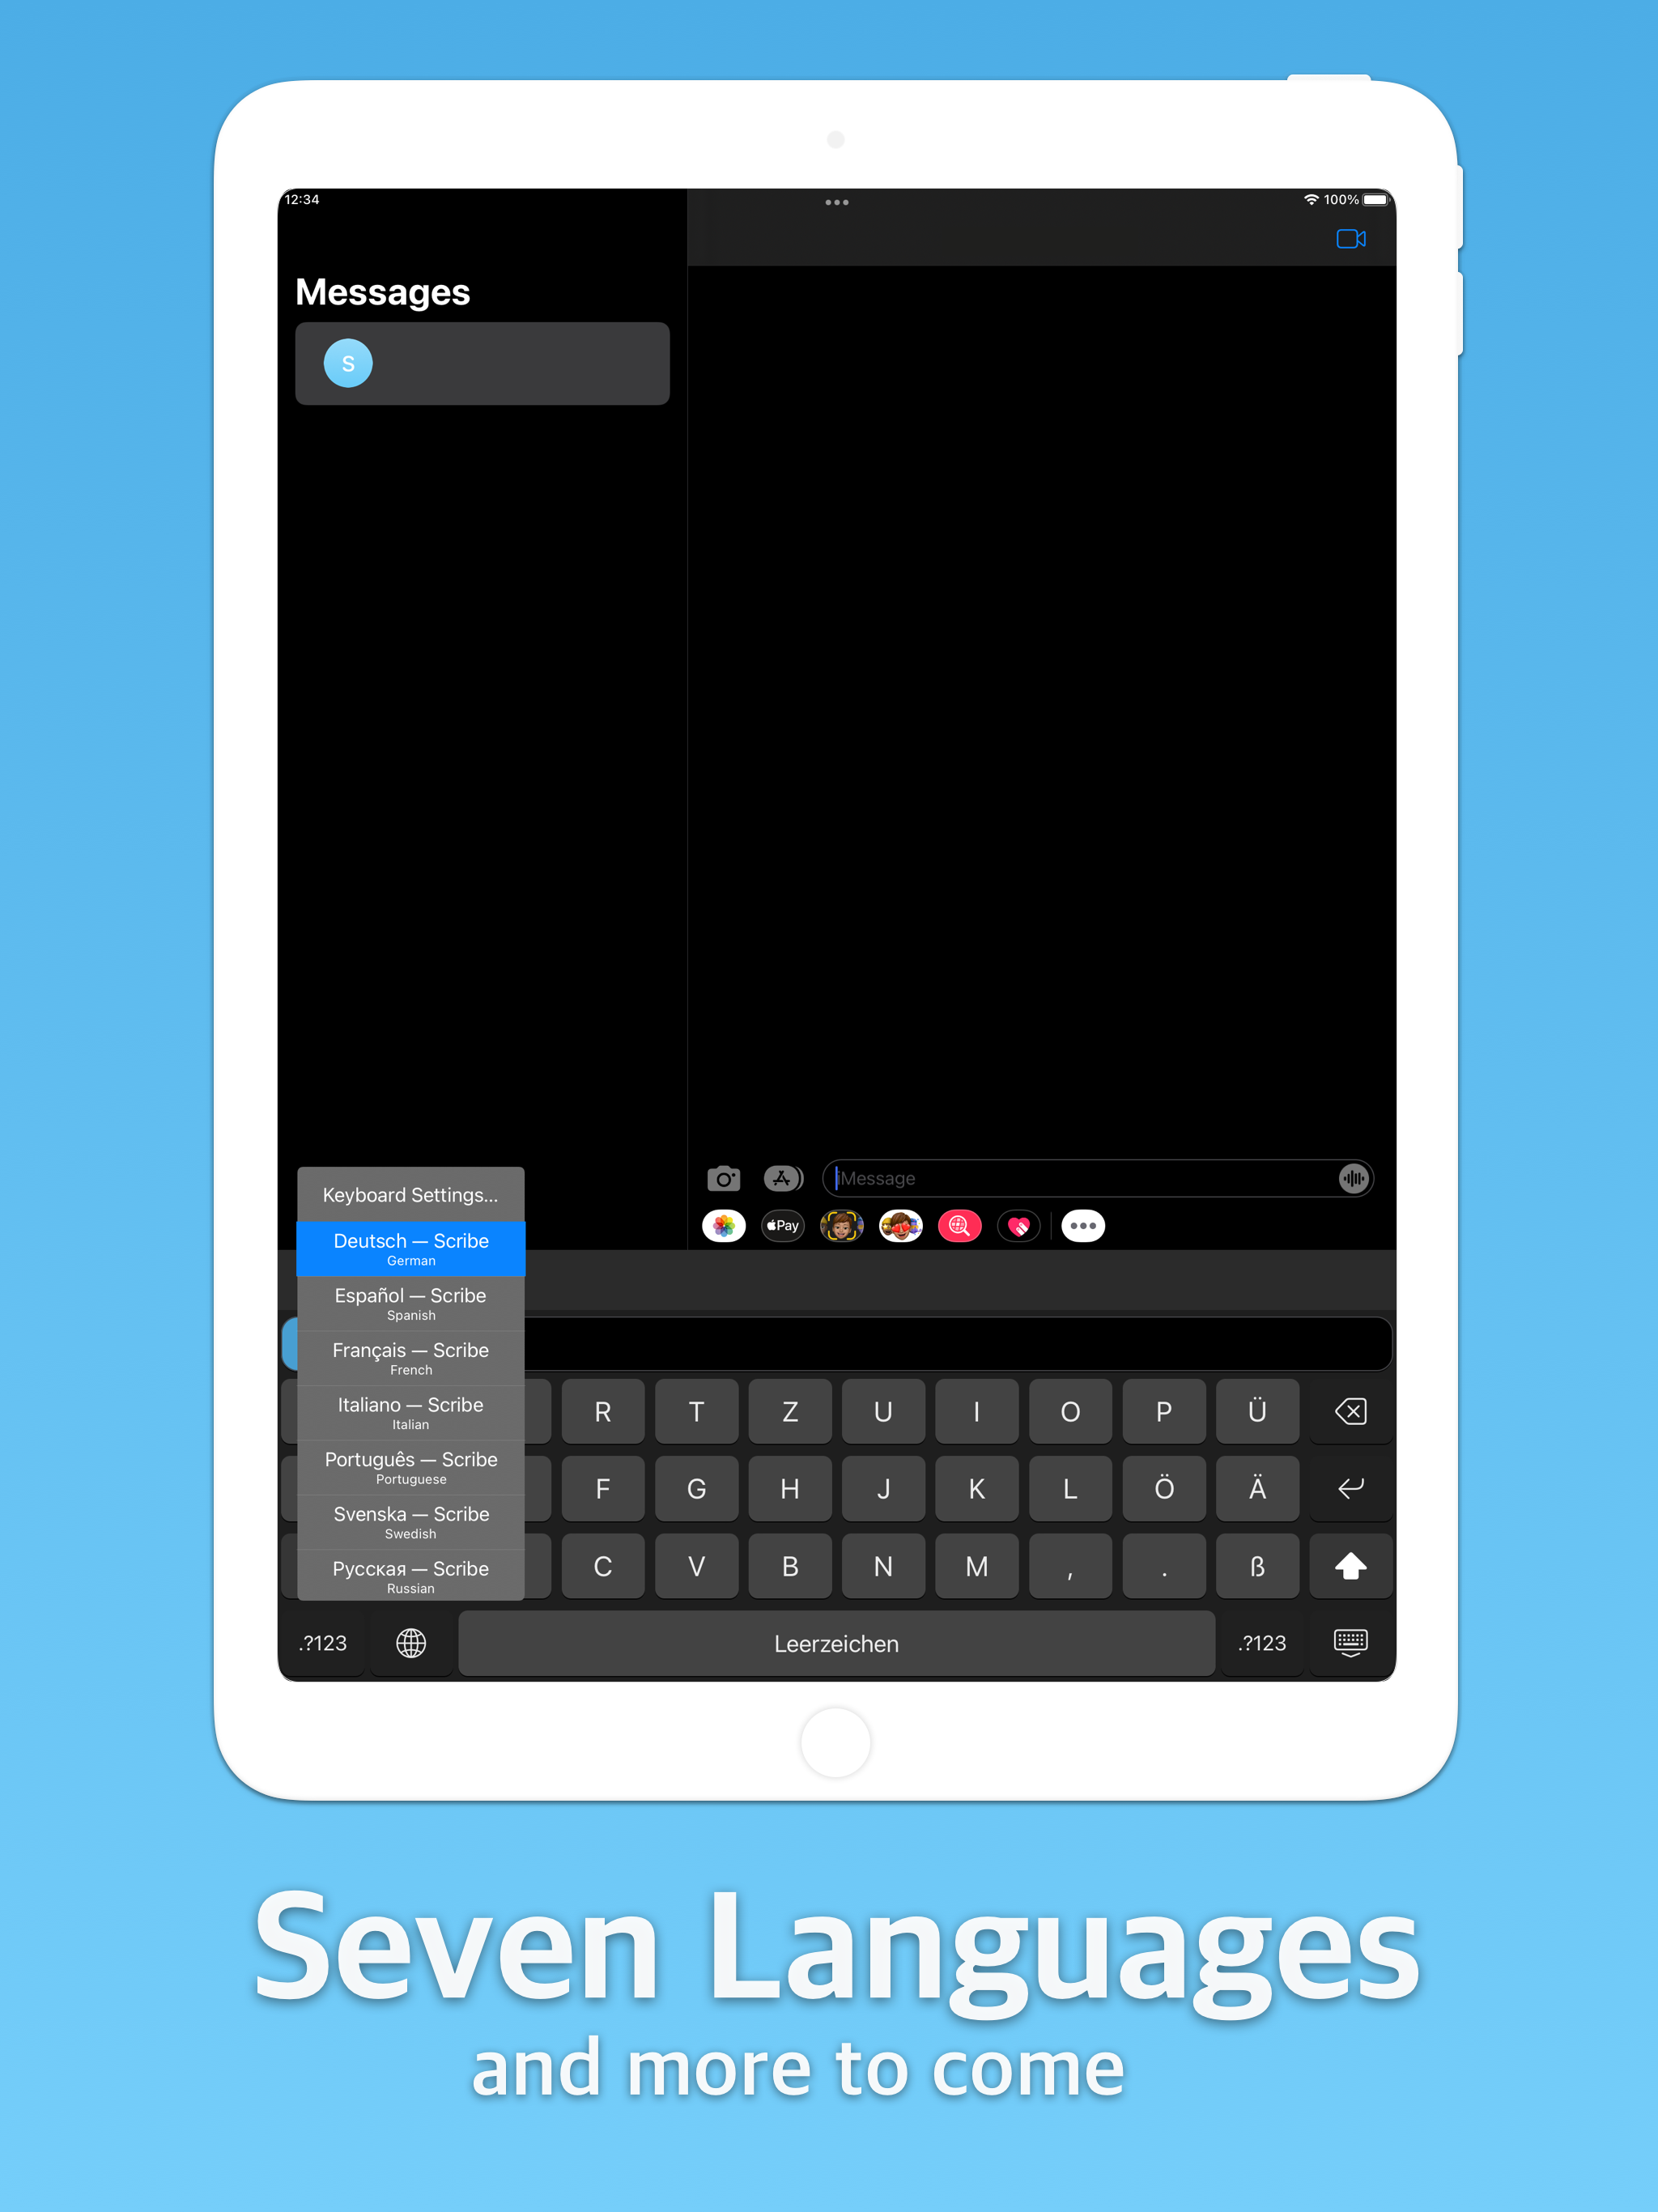 12:34
100%
Messages
S
iMessage
Pay
Keyboard Settings...
Deutsch — Scribe
German
Español — Scribe
Spanish
Français — Scribe
French
Italiano — Scribe
Italian
Português — Scribe
Portuguese
Svenska — Scribe
Swedish
Русская — Scribe
Russian
R T Z U I O P Ü
F G H J K L Ö Ä
C V B N M , . ß
.?123 Leerzeichen .?123
Seven Languages
and more to come